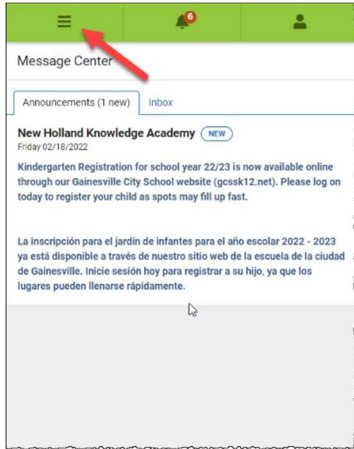 6
Message Center
Announcements (1 new) Inbox
New Holland Knowledge Academy NEW
Friday 02/18/2022
Kindergarten Registration for school year 22/23 is now available online
through our Gainesville City School website (gcssk12.net). Please log on
today to register your child as spots may fill up fast.
La inscripción para el jardín de infantes para el año escolar 2022 - 2023
ya está disponible a través de nuestro sitio web de la escuela de la ciudad
de Gainesville. Inicie sesión hoy para registrar a su hijo, ya que los
lugares pueden llenarse rápidamente.